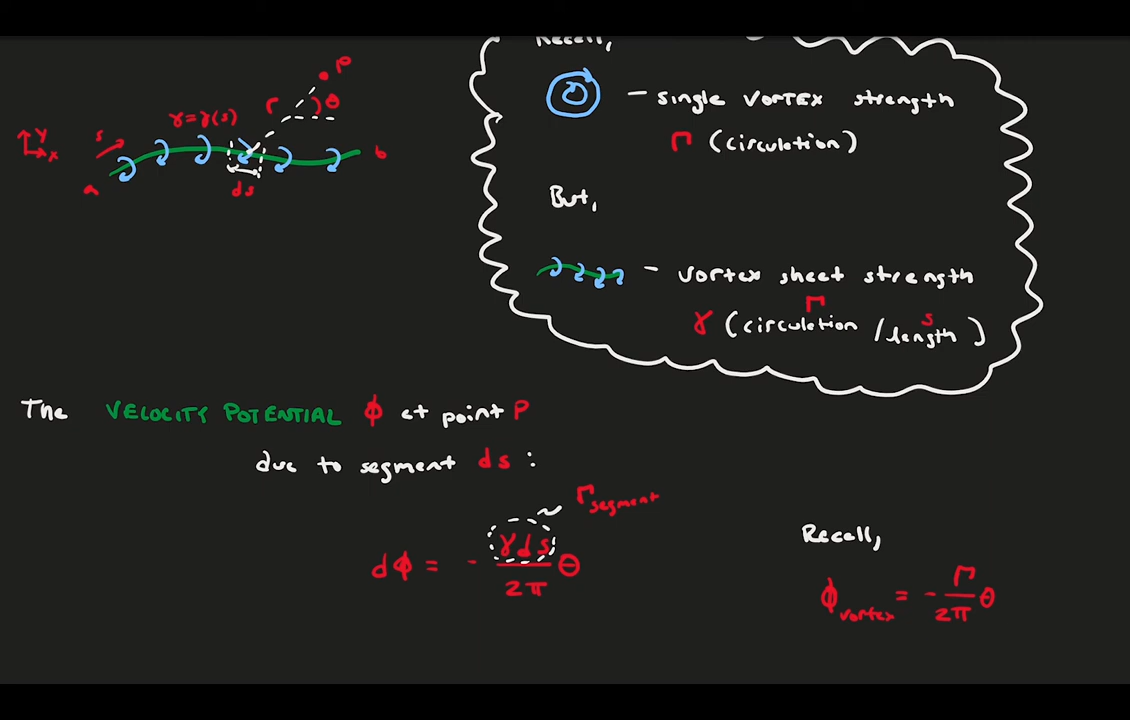 Recall,
P
r
θ
γ = γ(s)
y
x
s
a
b
ds
— single vortex strength
Γ (circulation)
But,
— vortex sheet strength
Γ s
γ (circulation / length)
The VELOCITY POTENTIAL ϕ at point P
due to segment ds :
~ Γsegment
dϕ = - γds/2π θ
Recall,
ϕvortex = - Γ/2π θ